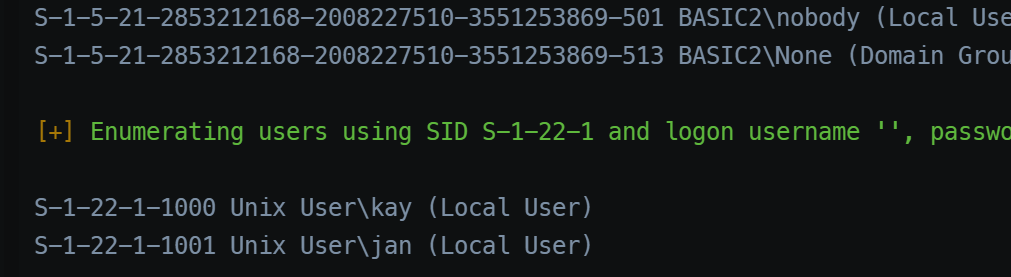 S-1-5-21-2853212168-2008227510-3551253869-501 BASIC2\nobody (Local Use
S-1-5-21-2853212168-2008227510-3551253869-513 BASIC2\None (Domain Grou
[+] Enumerating users using SID S-1-22-1 and logon username '', passwo
S-1-22-1-1000 Unix User\kay (Local User)
S-1-22-1-1001 Unix User\jan (Local User)